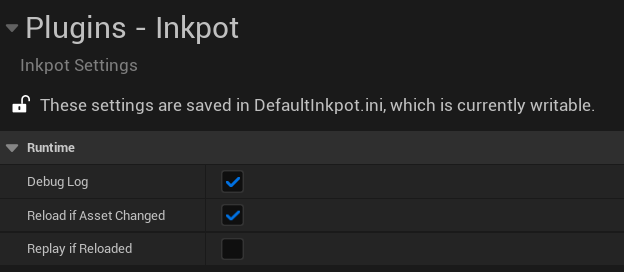 Plugins - Inkpot
Inkpot Settings
These settings are saved in DefaultInkpot.ini, which is currently writable.
Runtime
Debug Log
Reload if Asset Changed
Replay if Reloaded